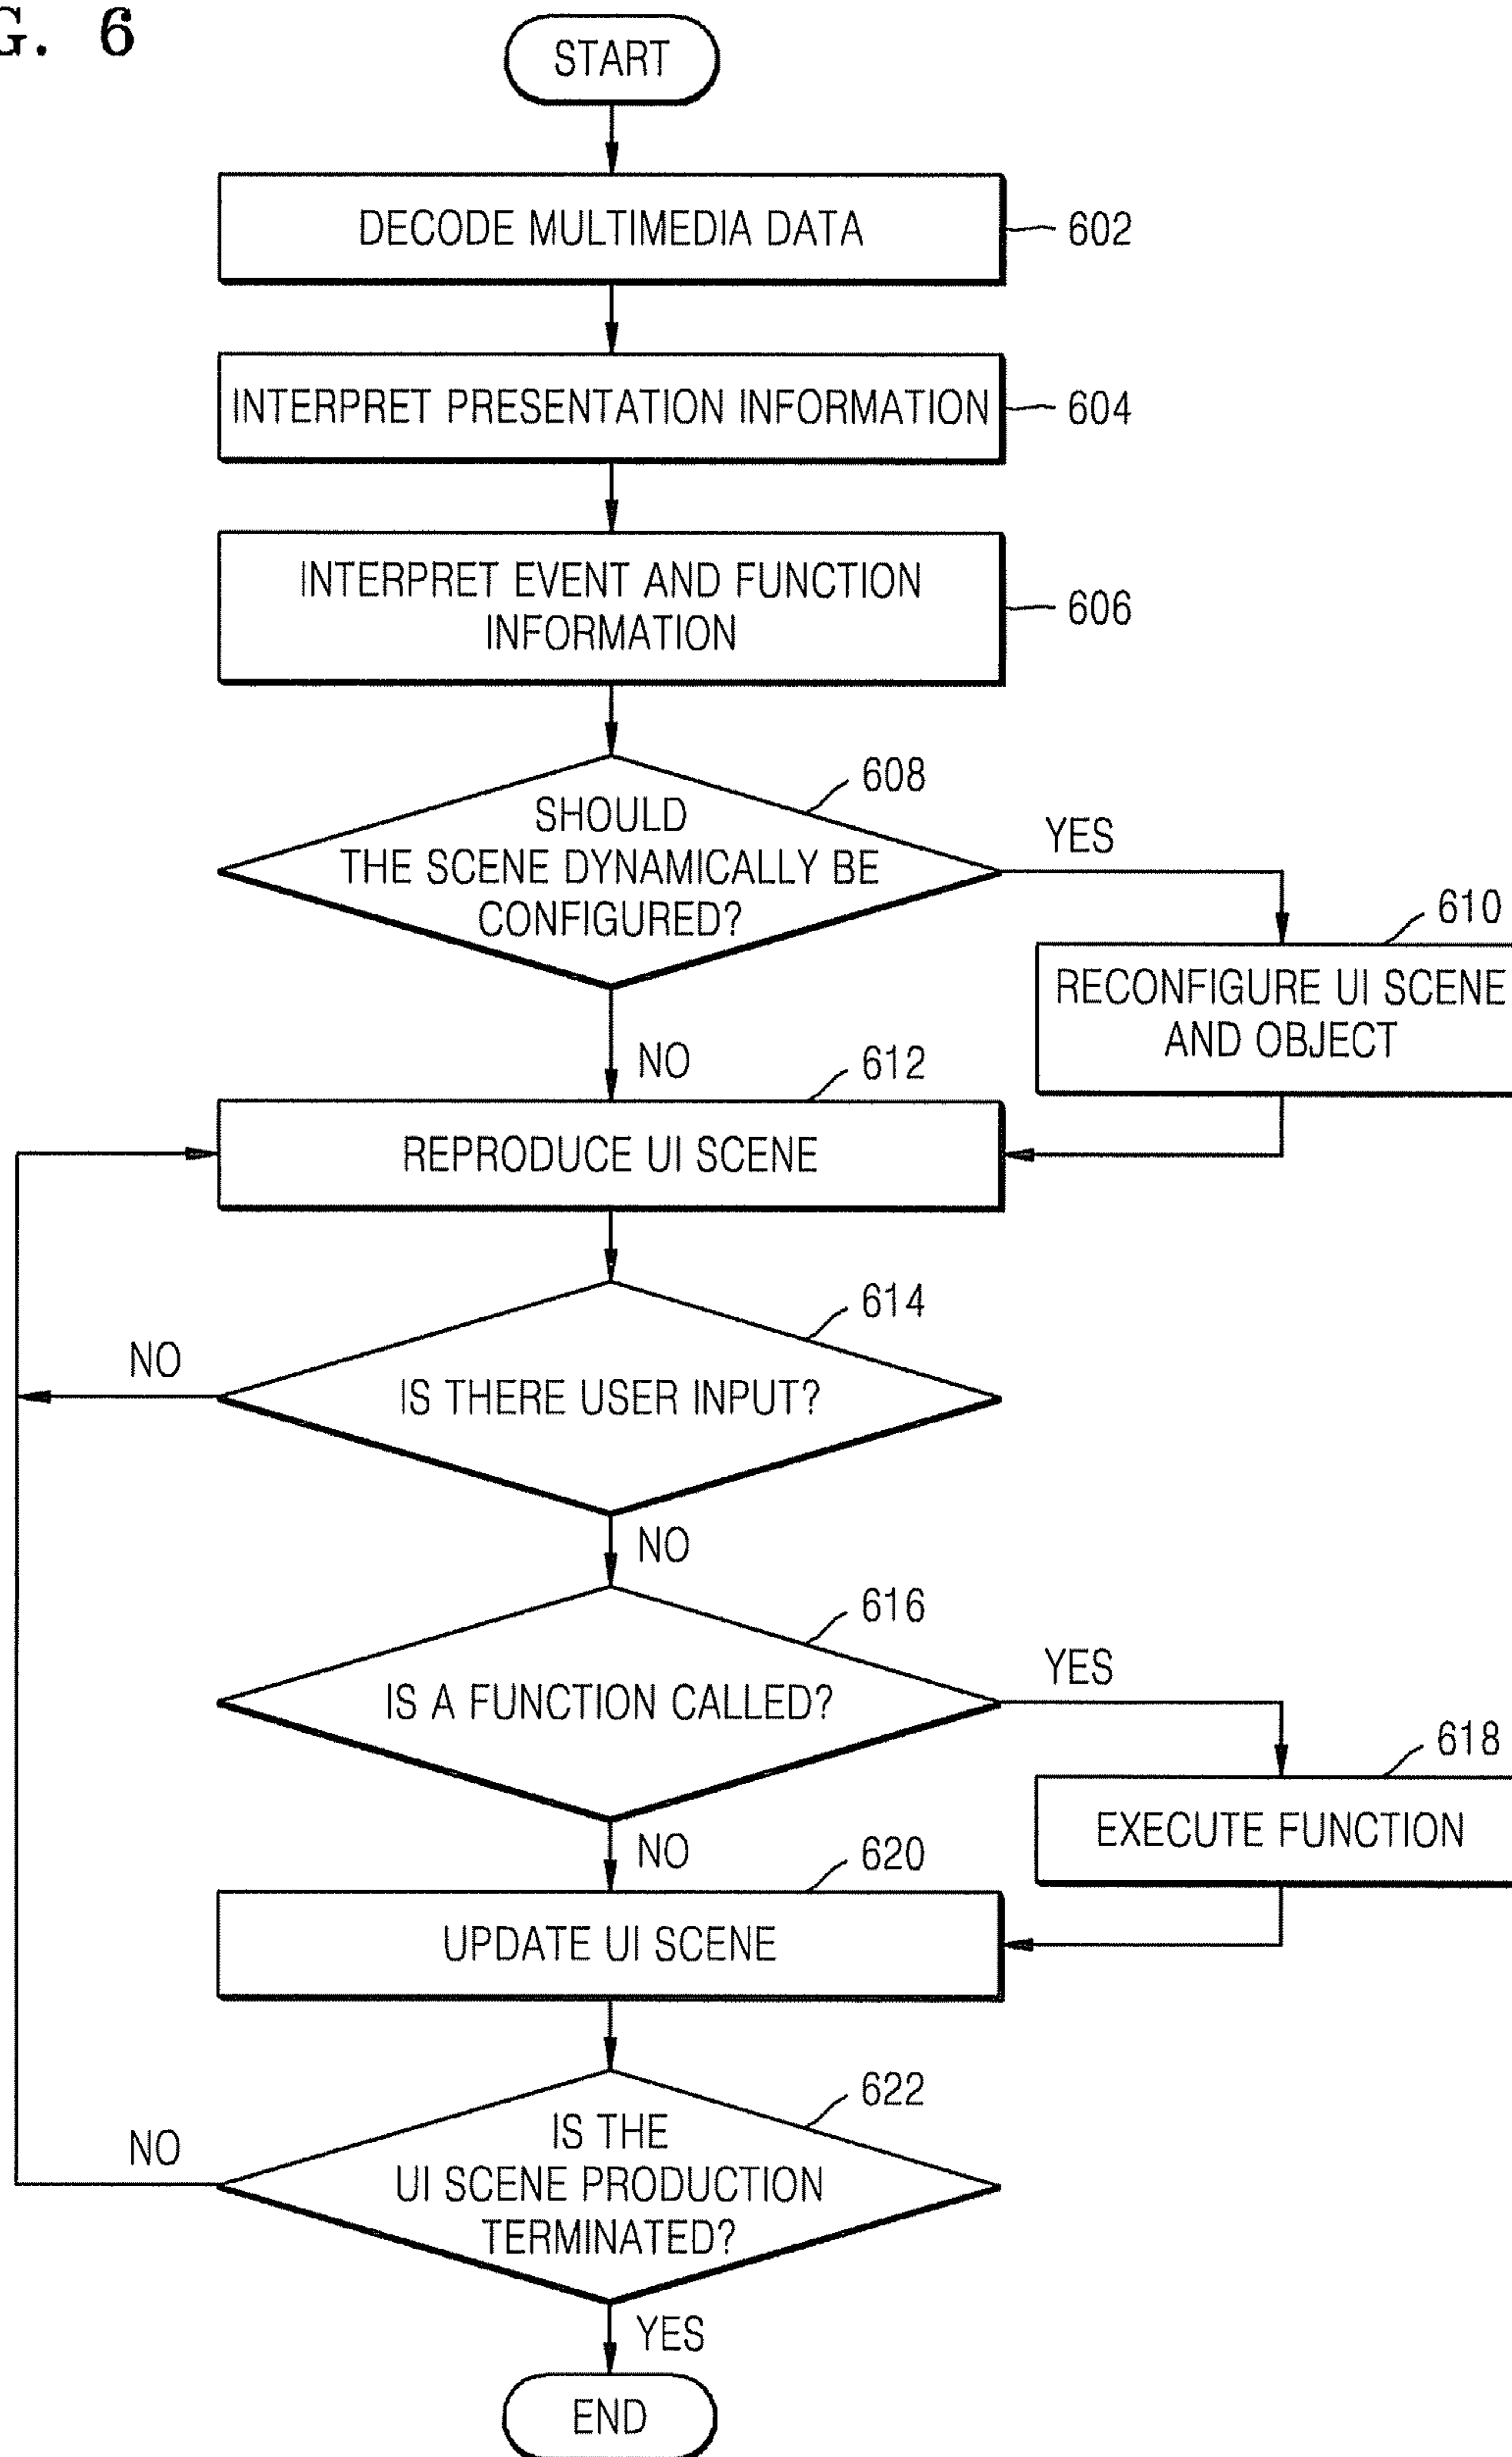 G. 6
START
DECODE MULTIMEDIA DATA
602
INTERPRET PRESENTATION INFORMATION
604
INTERPRET EVENT AND FUNCTION
INFORMATION
606
608
SHOULD
THE SCENE DYNAMICALLY BE
CONFIGURED?
YES
610
RECONFIGURE UI SCENE
AND OBJECT
NO
612
REPRODUCE UI SCENE
614
NO
IS THERE USER INPUT?
NO
616
IS A FUNCTION CALLED?
YES
618
EXECUTE FUNCTION
NO
620
UPDATE UI SCENE
622
NO
IS THE
UI SCENE PRODUCTION
TERMINATED?
YES
END